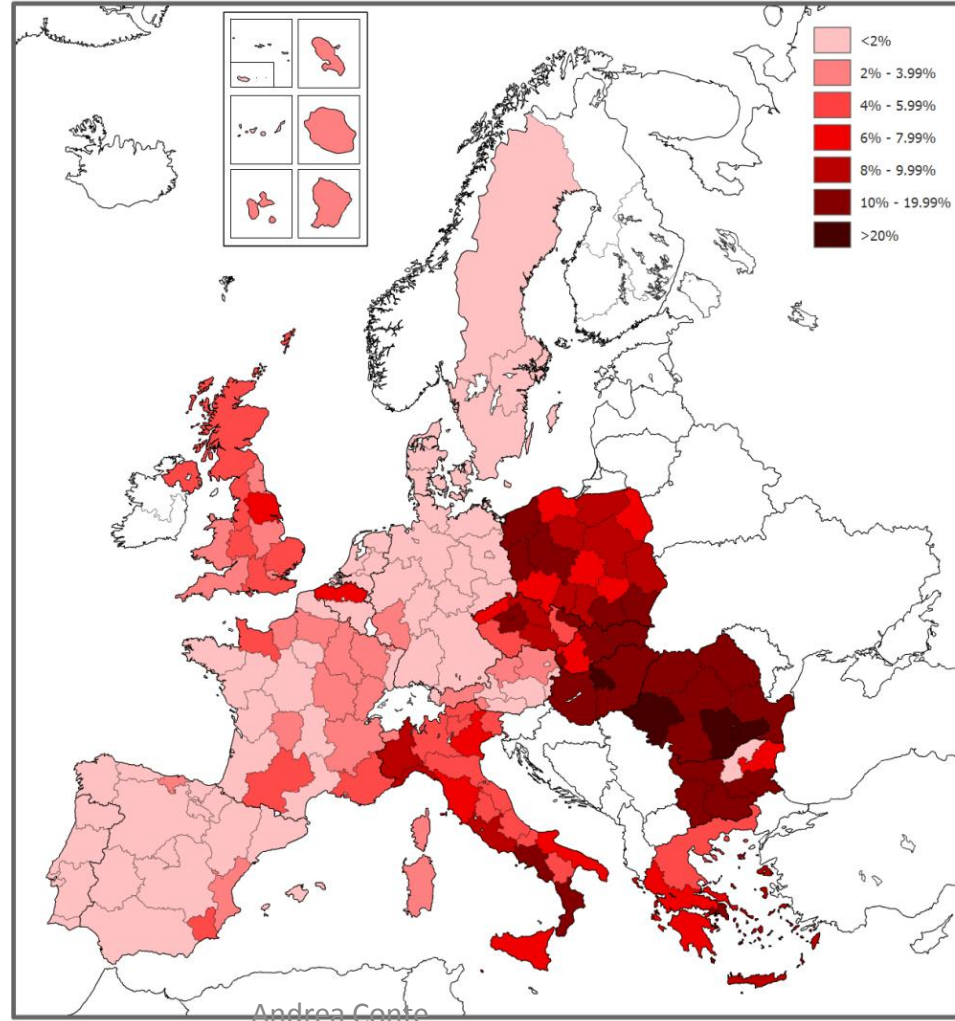 <2%
2% - 3.99%
4% - 5.99%
6% - 7.99%
8% - 9.99%
10% - 19.99%
>20%
Andrea Conte